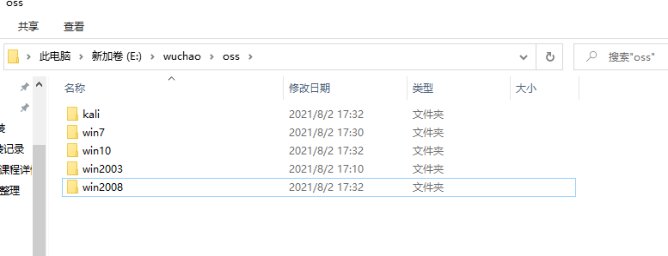 oss
共享 查看
此电脑 > 新加卷 (E:) > wuchao > oss >
搜索"oss"
名称 修改日期 类型 大小
kali 2021/8/2 17:32 文件夹
win7 2021/8/2 17:30 文件夹
win10 2021/8/2 17:32 文件夹
win2003 2021/8/2 17:10 文件夹
win2008 2021/8/2 17:32 文件夹
记录
课程详
整理